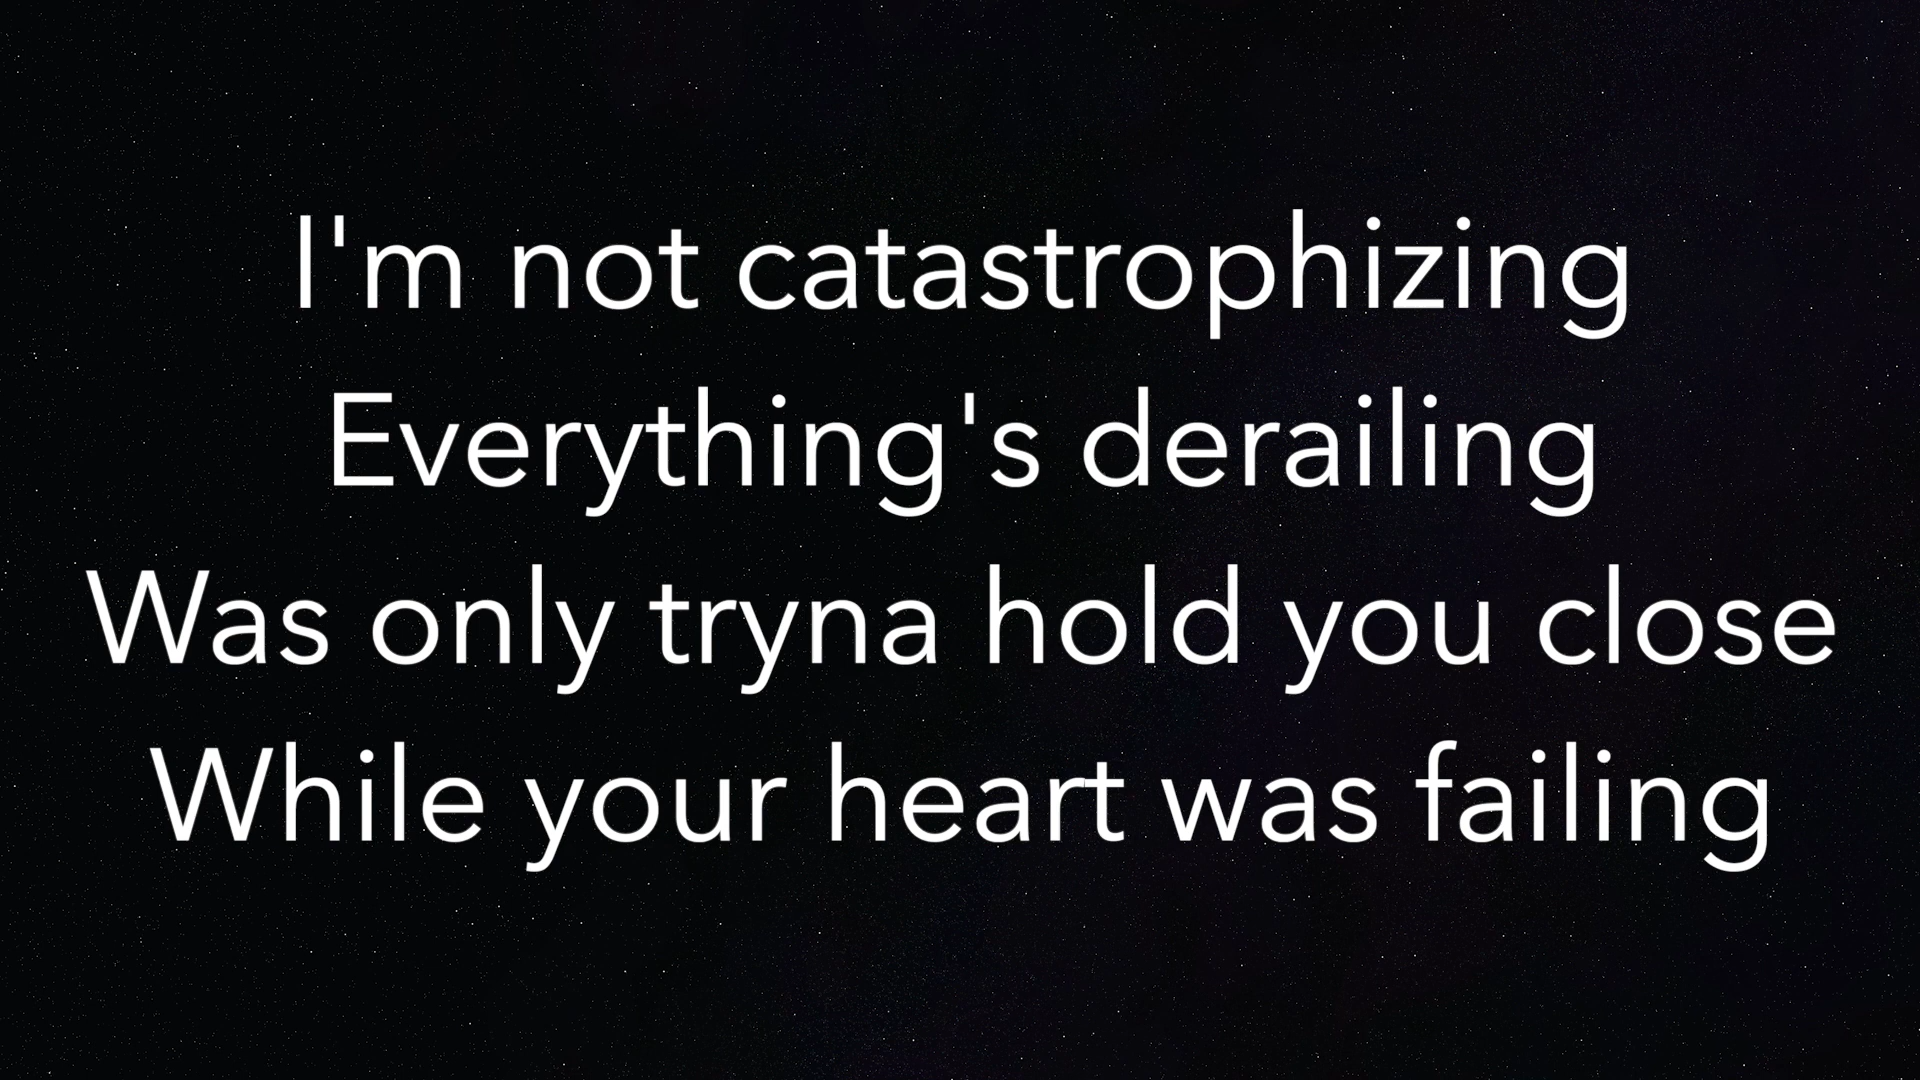 I'm not catastrophizing
Everything's derailing
Was only tryna hold you close
While your heart was failing